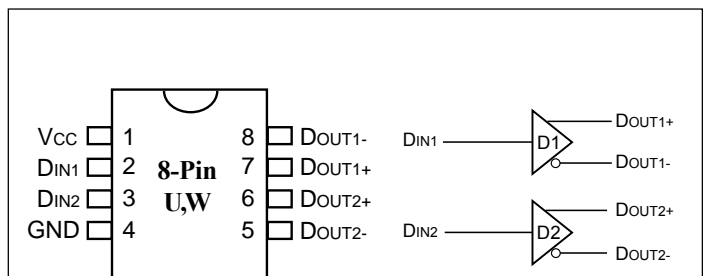 VCC 1 8 DOUT1-
DIN1 2 8-Pin 7 DOUT1+
DIN2 3 U,W 6 DOUT2+
GND 4 5 DOUT2-
DIN1 D1 DOUT1+
DOUT1-
DIN2 D2 DOUT2+
DOUT2-